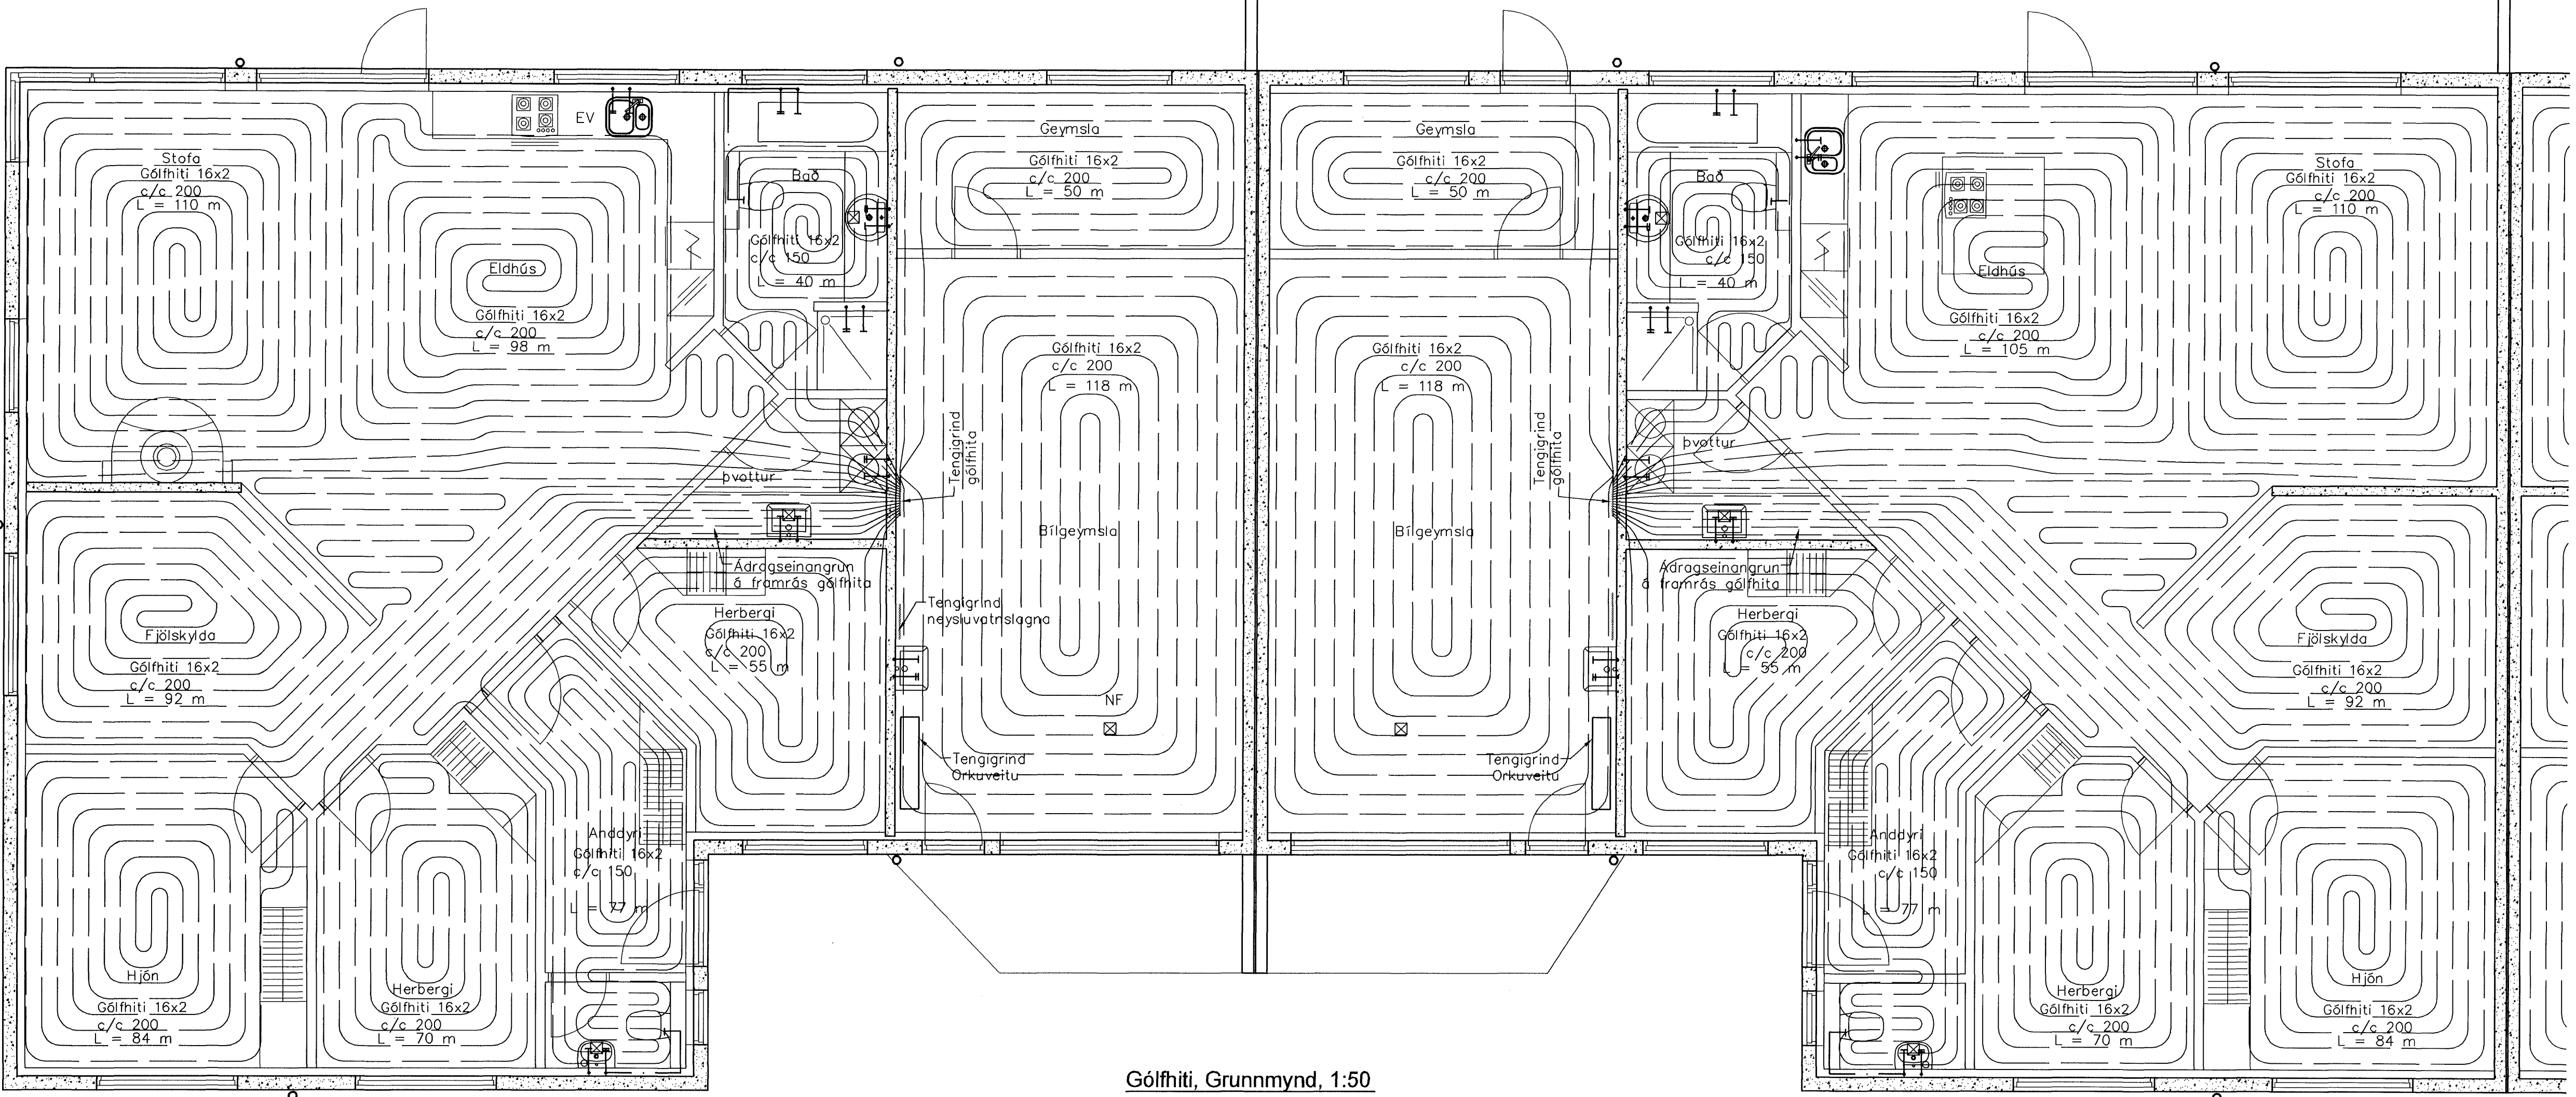 Stofa
Gólfhiti 16x2
c/c 200
L = 110 m
EV
Eldhús
Gólfhiti 16x2
c/c 200
L = 98 m
Bað
Gólfhiti 16x2
c/c 150
L = 40 m
Geymsla
Gólfhiti 16x2
c/c 200
L = 50 m
Gólfhiti 16x2
c/c 200
L = 118 m
Tengigrind
gólfhita
Bílgeymsla
þvottur
Ádragseinangrun
á framrás gólfhita
Tengigrind
neysluvatnslagna
Herbergi
Gólfhiti 16x2
c/c 200
L = 55 m
NF
Tengigrind
Orkuveitu
Fjölskylda
Gólfhiti 16x2
c/c 200
L = 92 m
Anddyri
Gólfhiti 16x2
c/c 150
L = 77 m
Hjón
Gólfhiti 16x2
c/c 200
L = 84 m
Herbergi
Gólfhiti 16x2
c/c 200
L = 70 m
Geymsla
Gólfhiti 16x2
c/c 200
L = 50 m
Gólfhiti 16x2
c/c 200
L = 118 m
Tengigrind
gólfhita
Bílgeymsla
Tengigrind
Orkuveitu
Bað
Gólfhiti 16x2
c/c 150
L = 40 m
Eldhús
Gólfhiti 16x2
c/c 200
L = 105 m
Stofa
Gólfhiti 16x2
c/c 200
L = 110 m
þvottur
Ádragseinangrun
á framrás gólfhita
Herbergi
Gólfhiti 16x2
c/c 200
L = 55 m
Fjölskylda
Gólfhiti 16x2
c/c 200
L = 92 m
Anddyri
Gólfhiti 16x2
c/c 150
L = 77 m
Herbergi
Gólfhiti 16x2
c/c 200
L = 70 m
Hjón
Gólfhiti 16x2
c/c 200
L = 84 m
Gólfhiti, Grunnmynd, 1:50